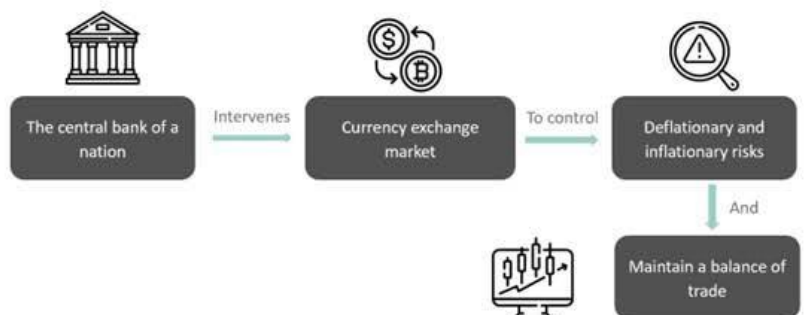 The central bank of a
nation
Intervenes
Currency exchange
market
To control
Deflationary and
inflationary risks
And
Maintain a balance of
trade